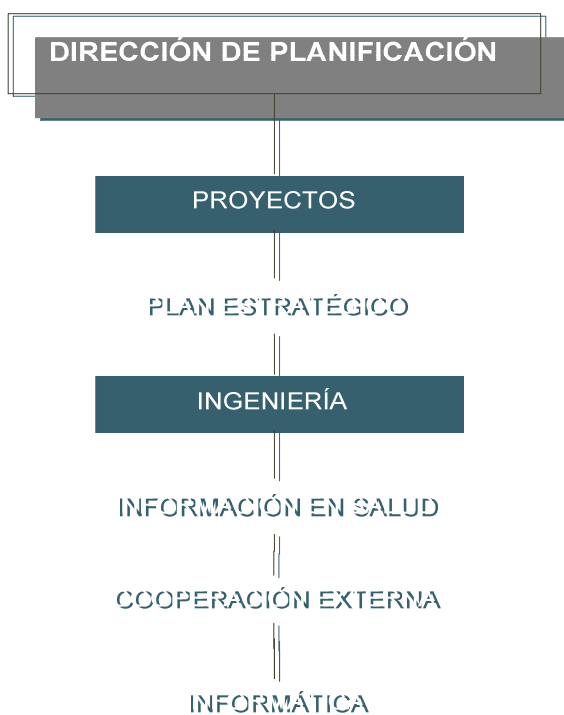 DIRECCIÓN DE PLANIFICACIÓN
PROYECTOS
PLAN ESTRATÉGICO
INGENIERÍA
INFORMACIÓN EN SALUD
COOPERACIÓN EXTERNA
INFORMÁTICA